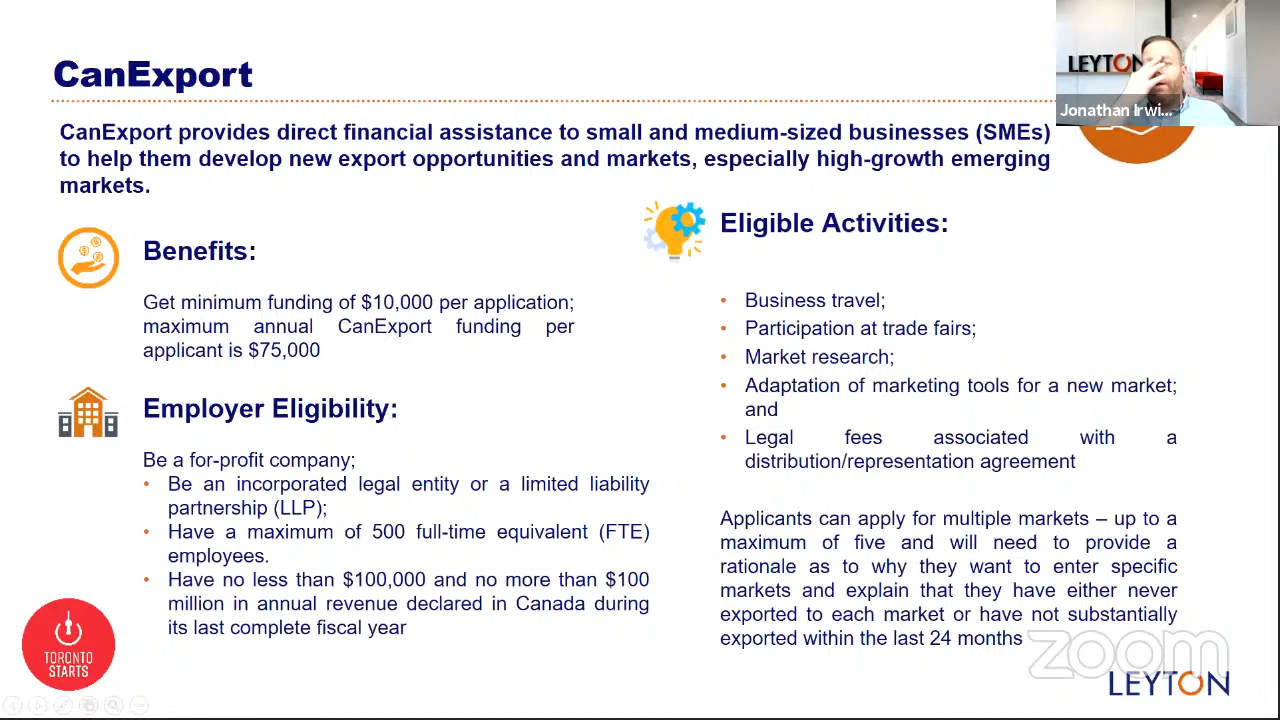 CanExport
LEYTON
Jonathan Irwi...
CanExport provides direct financial assistance to small and medium-sized businesses (SMEs)
to help them develop new export opportunities and markets, especially high-growth emerging
markets.
Benefits:
Get minimum funding of $10,000 per application;
maximum annual CanExport funding per
applicant is $75,000
Employer Eligibility:
Be a for-profit company;
• Be an incorporated legal entity or a limited liability
partnership (LLP);
• Have a maximum of 500 full-time equivalent (FTE)
employees.
• Have no less than $100,000 and no more than $100
million in annual revenue declared in Canada during
its last complete fiscal year
Eligible Activities:
• Business travel;
• Participation at trade fairs;
• Market research;
• Adaptation of marketing tools for a new market;
and
• Legal fees associated with a
distribution/representation agreement
Applicants can apply for multiple markets – up to a
maximum of five and will need to provide a
rationale as to why they want to enter specific
markets and explain that they have either never
exported to each market or have not substantially
exported within the last 24 months
TORONTO
STARTS
zoom
LEYTON